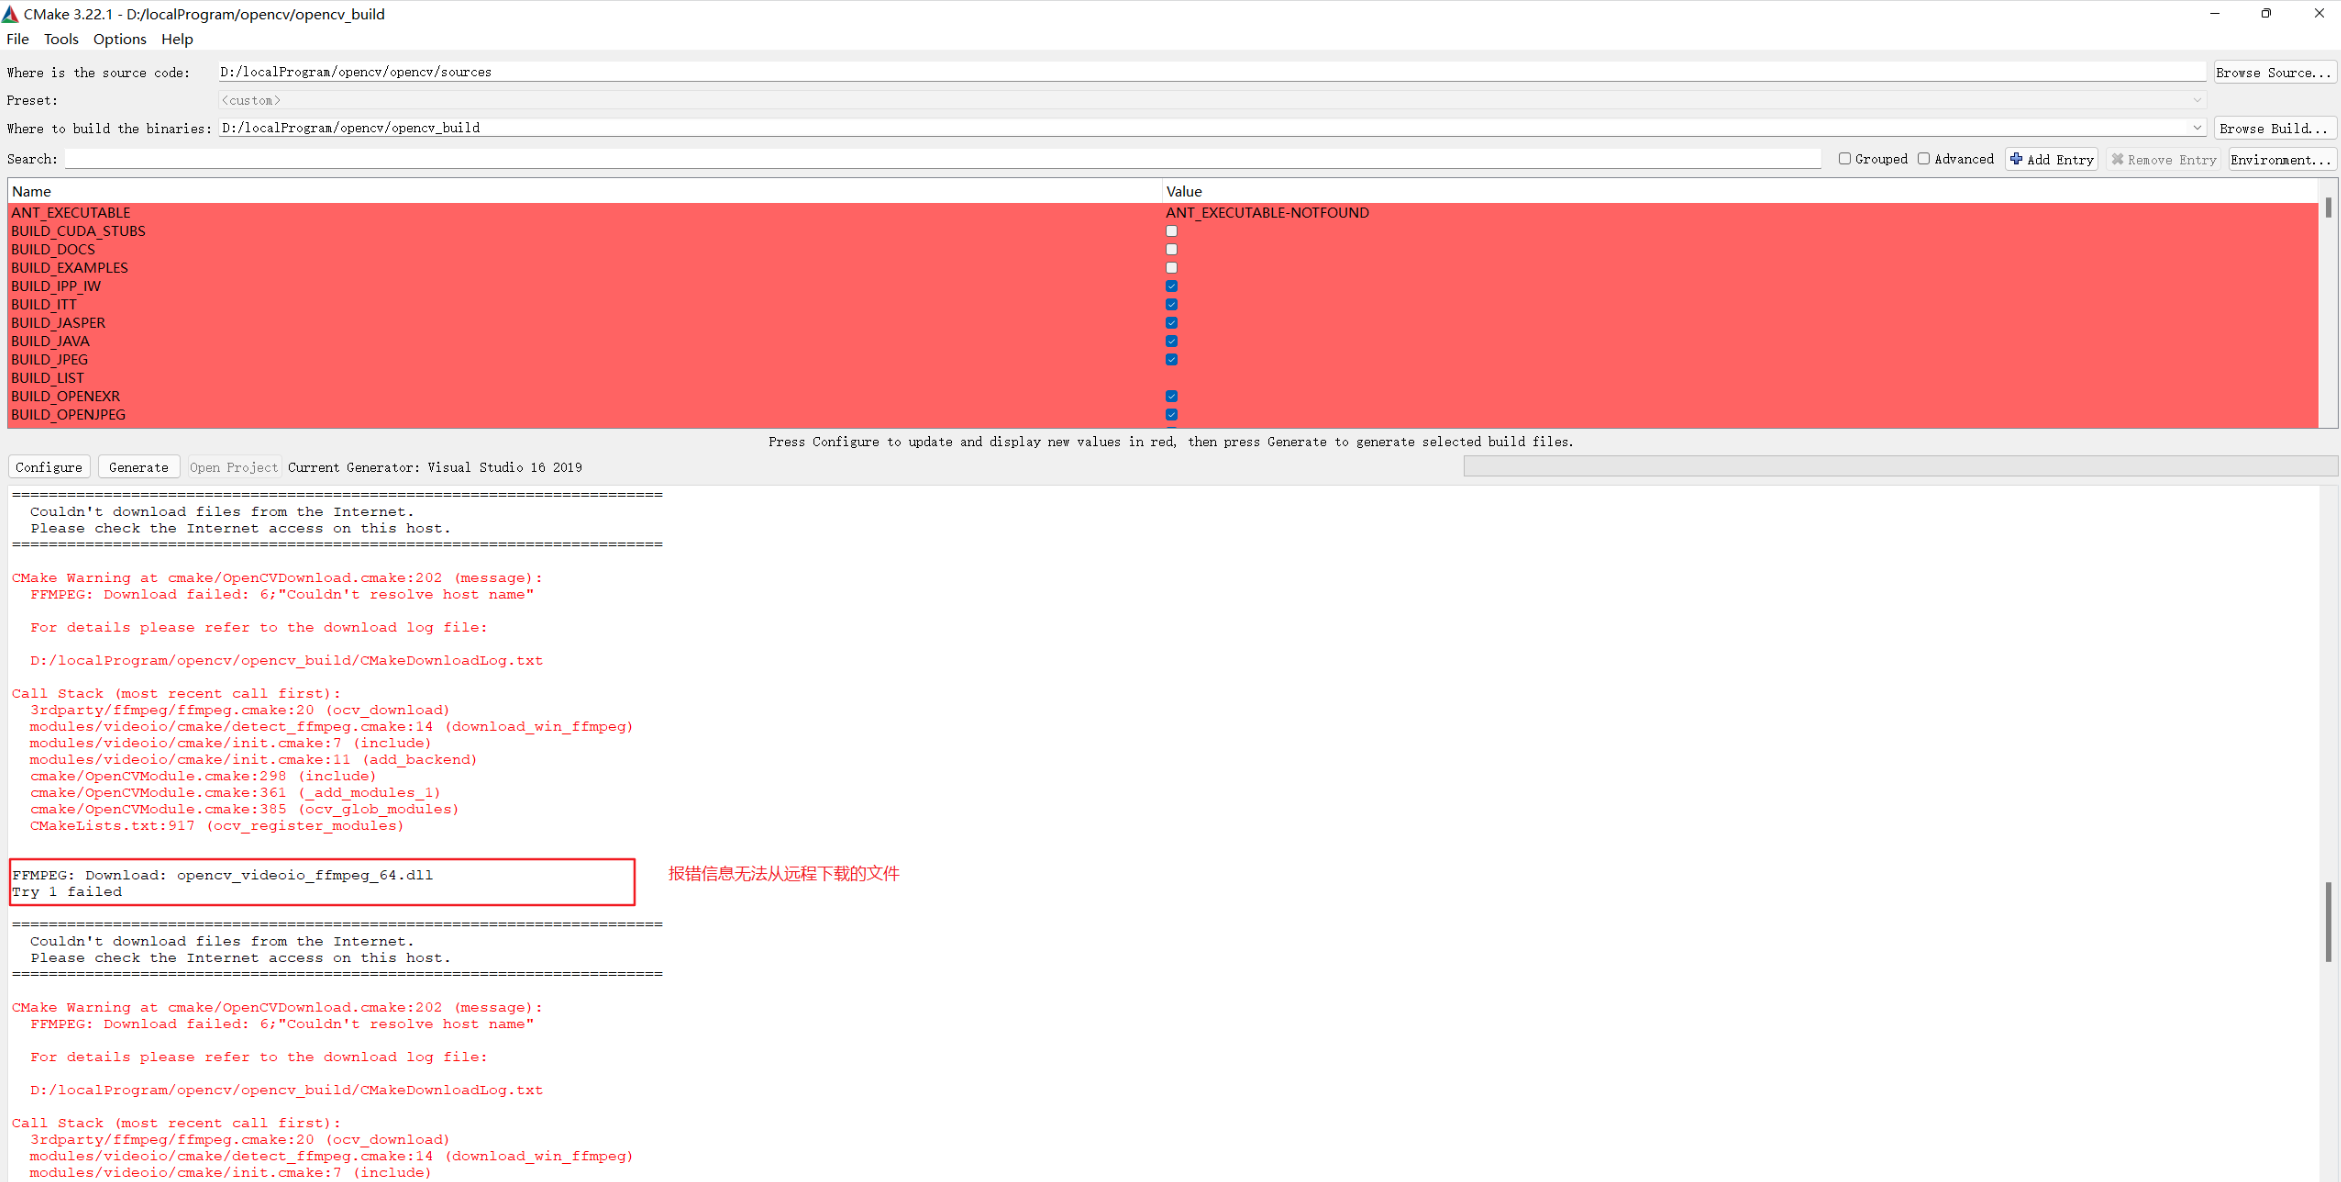 CMake 3.22.1 - D:/localProgram/opencv/opencv_build
File Tools Options Help
Where is the source code: D:/localProgram/opencv/opencv/sources Browse Source...
Preset: <custom>
Where to build the binaries: D:/localProgram/opencv/opencv_build Browse Build...
Search: Grouped Advanced Add Entry Remove Entry Environment...
Name Value
ANT_EXECUTABLE ANT_EXECUTABLE-NOTFOUND
BUILD_CUDA_STUBS
BUILD_DOCS
BUILD_EXAMPLES
BUILD_IPP_IW
BUILD_ITT
BUILD_JASPER
BUILD_JAVA
BUILD_JPEG
BUILD_LIST
BUILD_OPENEXR
BUILD_OPENJPEG
Press Configure to update and display new values in red, then press Generate to generate selected build files.
Configure Generate Open Project Current Generator: Visual Studio 16 2019
=======================================================================
Couldn't download files from the Internet.
Please check the Internet access on this host.
=======================================================================
CMake Warning at cmake/OpenCVDownload.cmake:202 (message):
FFMPEG: Download failed: 6;"Couldn't resolve host name"
For details please refer to the download log file:
D:/localProgram/opencv/opencv_build/CMakeDownloadLog.txt
Call Stack (most recent call first):
3rdparty/ffmpeg/ffmpeg.cmake:20 (ocv_download)
modules/videoio/cmake/detect_ffmpeg.cmake:14 (download_win_ffmpeg)
modules/videoio/cmake/init.cmake:7 (include)
modules/videoio/cmake/init.cmake:11 (add_backend)
cmake/OpenCVModule.cmake:298 (include)
cmake/OpenCVModule.cmake:361 (_add_modules_1)
cmake/OpenCVModule.cmake:385 (ocv_glob_modules)
CMakeLists.txt:917 (ocv_register_modules)
FFMPEG: Download: opencv_videoio_ffmpeg_64.dll 报错信息无法从远程下载的文件
Try 1 failed
=======================================================================
Couldn't download files from the Internet.
Please check the Internet access on this host.
=======================================================================
CMake Warning at cmake/OpenCVDownload.cmake:202 (message):
FFMPEG: Download failed: 6;"Couldn't resolve host name"
For details please refer to the download log file:
D:/localProgram/opencv/opencv_build/CMakeDownloadLog.txt
Call Stack (most recent call first):
3rdparty/ffmpeg/ffmpeg.cmake:20 (ocv_download)
modules/videoio/cmake/detect_ffmpeg.cmake:14 (download_win_ffmpeg)
modules/videoio/cmake/init.cmake:7 (include)